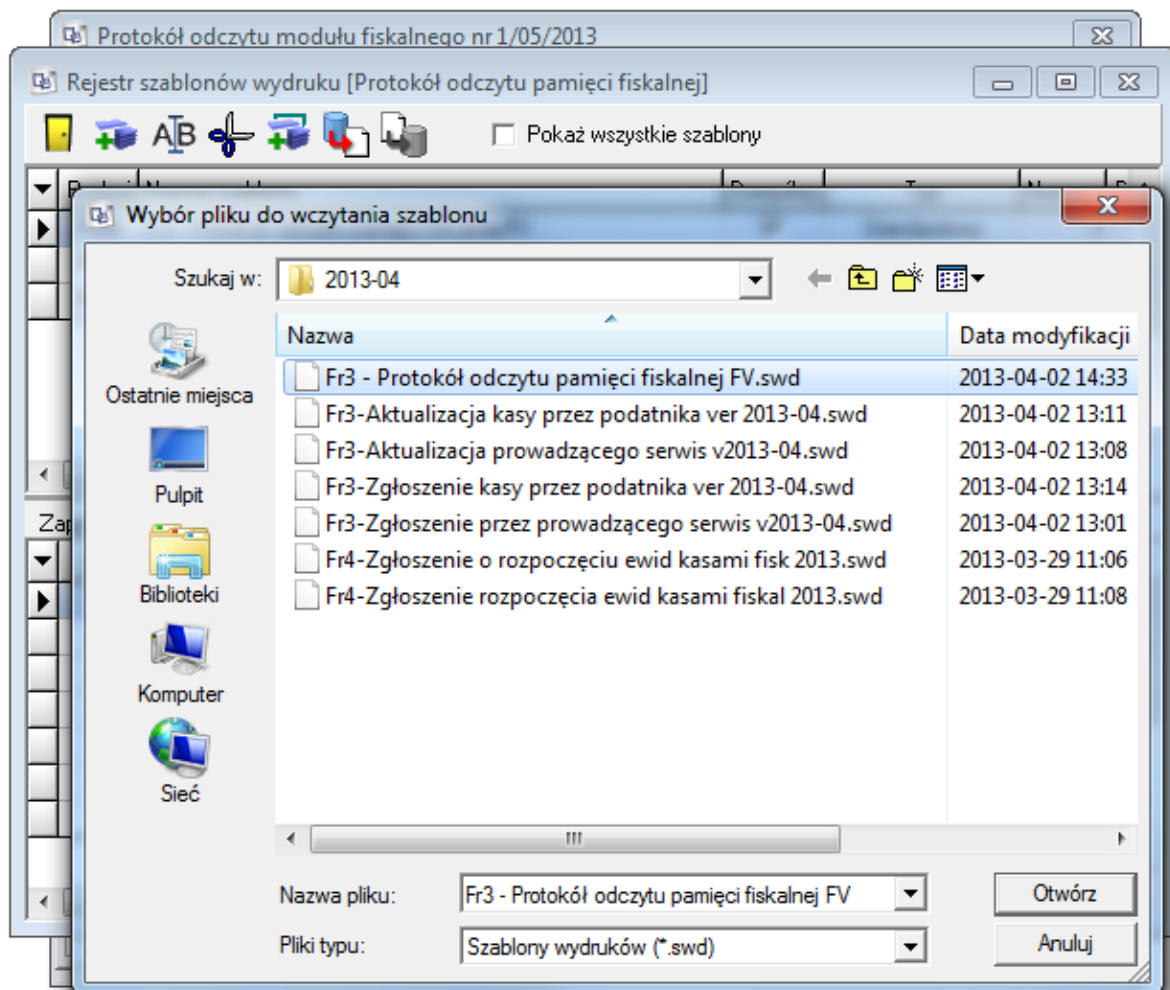 Protokół odczytu modułu fiskalnego nr 1/05/2013
Rejestr szablonów wydruku [Protokół odczytu pamięci fiskalnej]
AB Pokaż wszystkie szablony
Wybór pliku do wczytania szablonu
Szukaj w: 2013-04
Nazwa Data modyfikacji
Fr3 - Protokół odczytu pamięci fiskalnej FV.swd 2013-04-02 14:33
Fr3-Aktualizacja kasy przez podatnika ver 2013-04.swd 2013-04-02 13:11
Fr3-Aktualizacja prowadzącego serwis v2013-04.swd 2013-04-02 13:08
Fr3-Zgłoszenie kasy przez podatnika ver 2013-04.swd 2013-04-02 13:14
Fr3-Zgłoszenie przez prowadzącego serwis v2013-04.swd 2013-04-02 13:01
Fr4-Zgłoszenie o rozpoczęciu ewid kasami fisk 2013.swd 2013-03-29 11:06
Fr4-Zgłoszenie rozpoczęcia ewid kasami fiskal 2013.swd 2013-03-29 11:08
Ostatnie miejsca
Pulpit
Zap
Biblioteki
Komputer
Sieć
Nazwa pliku: Fr3 - Protokół odczytu pamięci fiskalnej FV Otwórz
Pliki typu: Szablony wydruków (*.swd) Anuluj